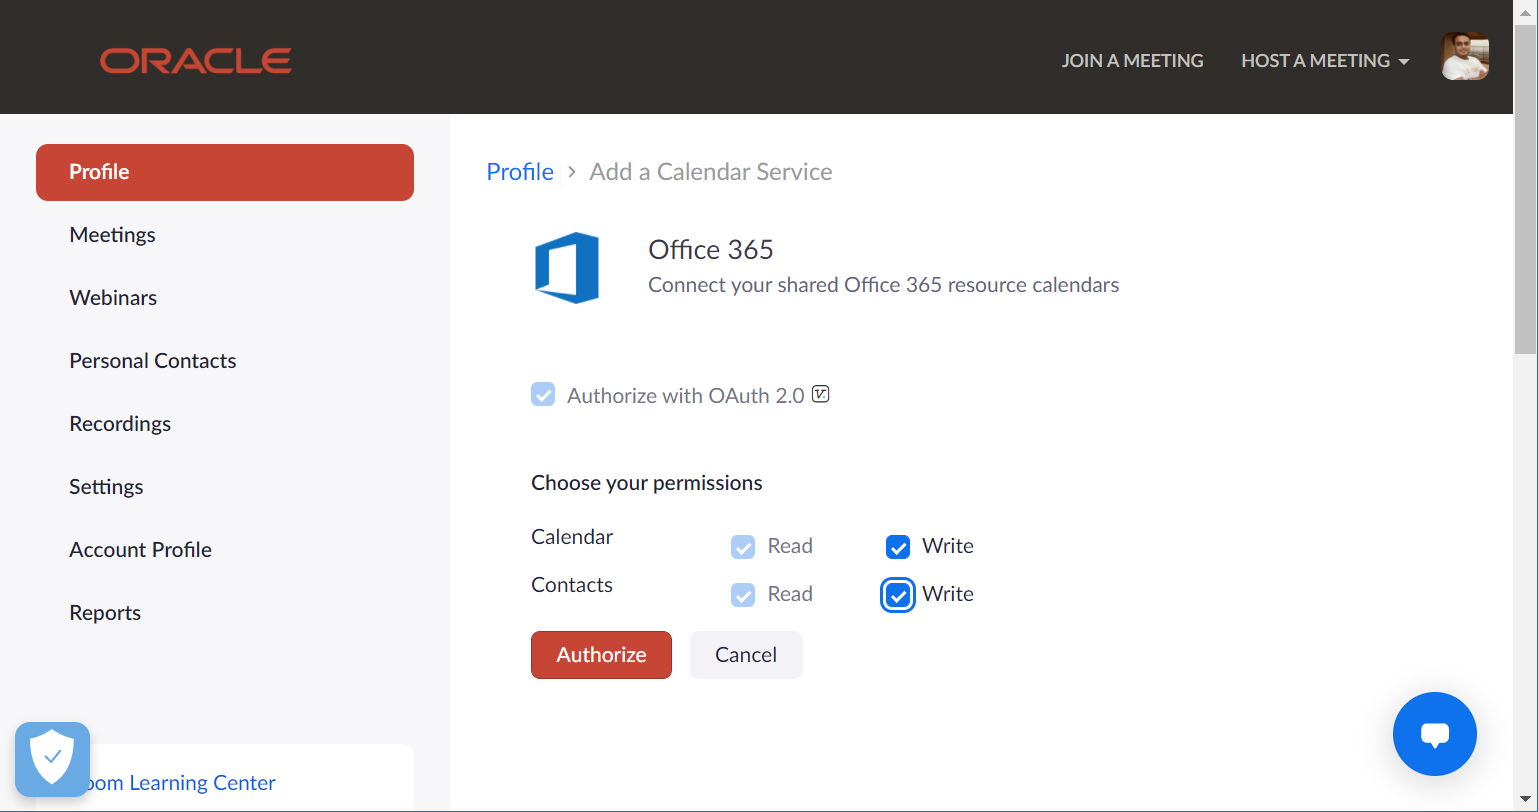 ORACLE
JOIN A MEETING
HOST A MEETING
Profile
Meetings
Webinars
Personal Contacts
Recordings
Settings
Account Profile
Reports
Learning Center
Profile > Add a Calendar Service
Office 365
Connect your shared Office 365 resource calendars
Authorize with OAuth 2.0
Choose your permissions
Calendar Read Write
Contacts Read Write
Authorize Cancel